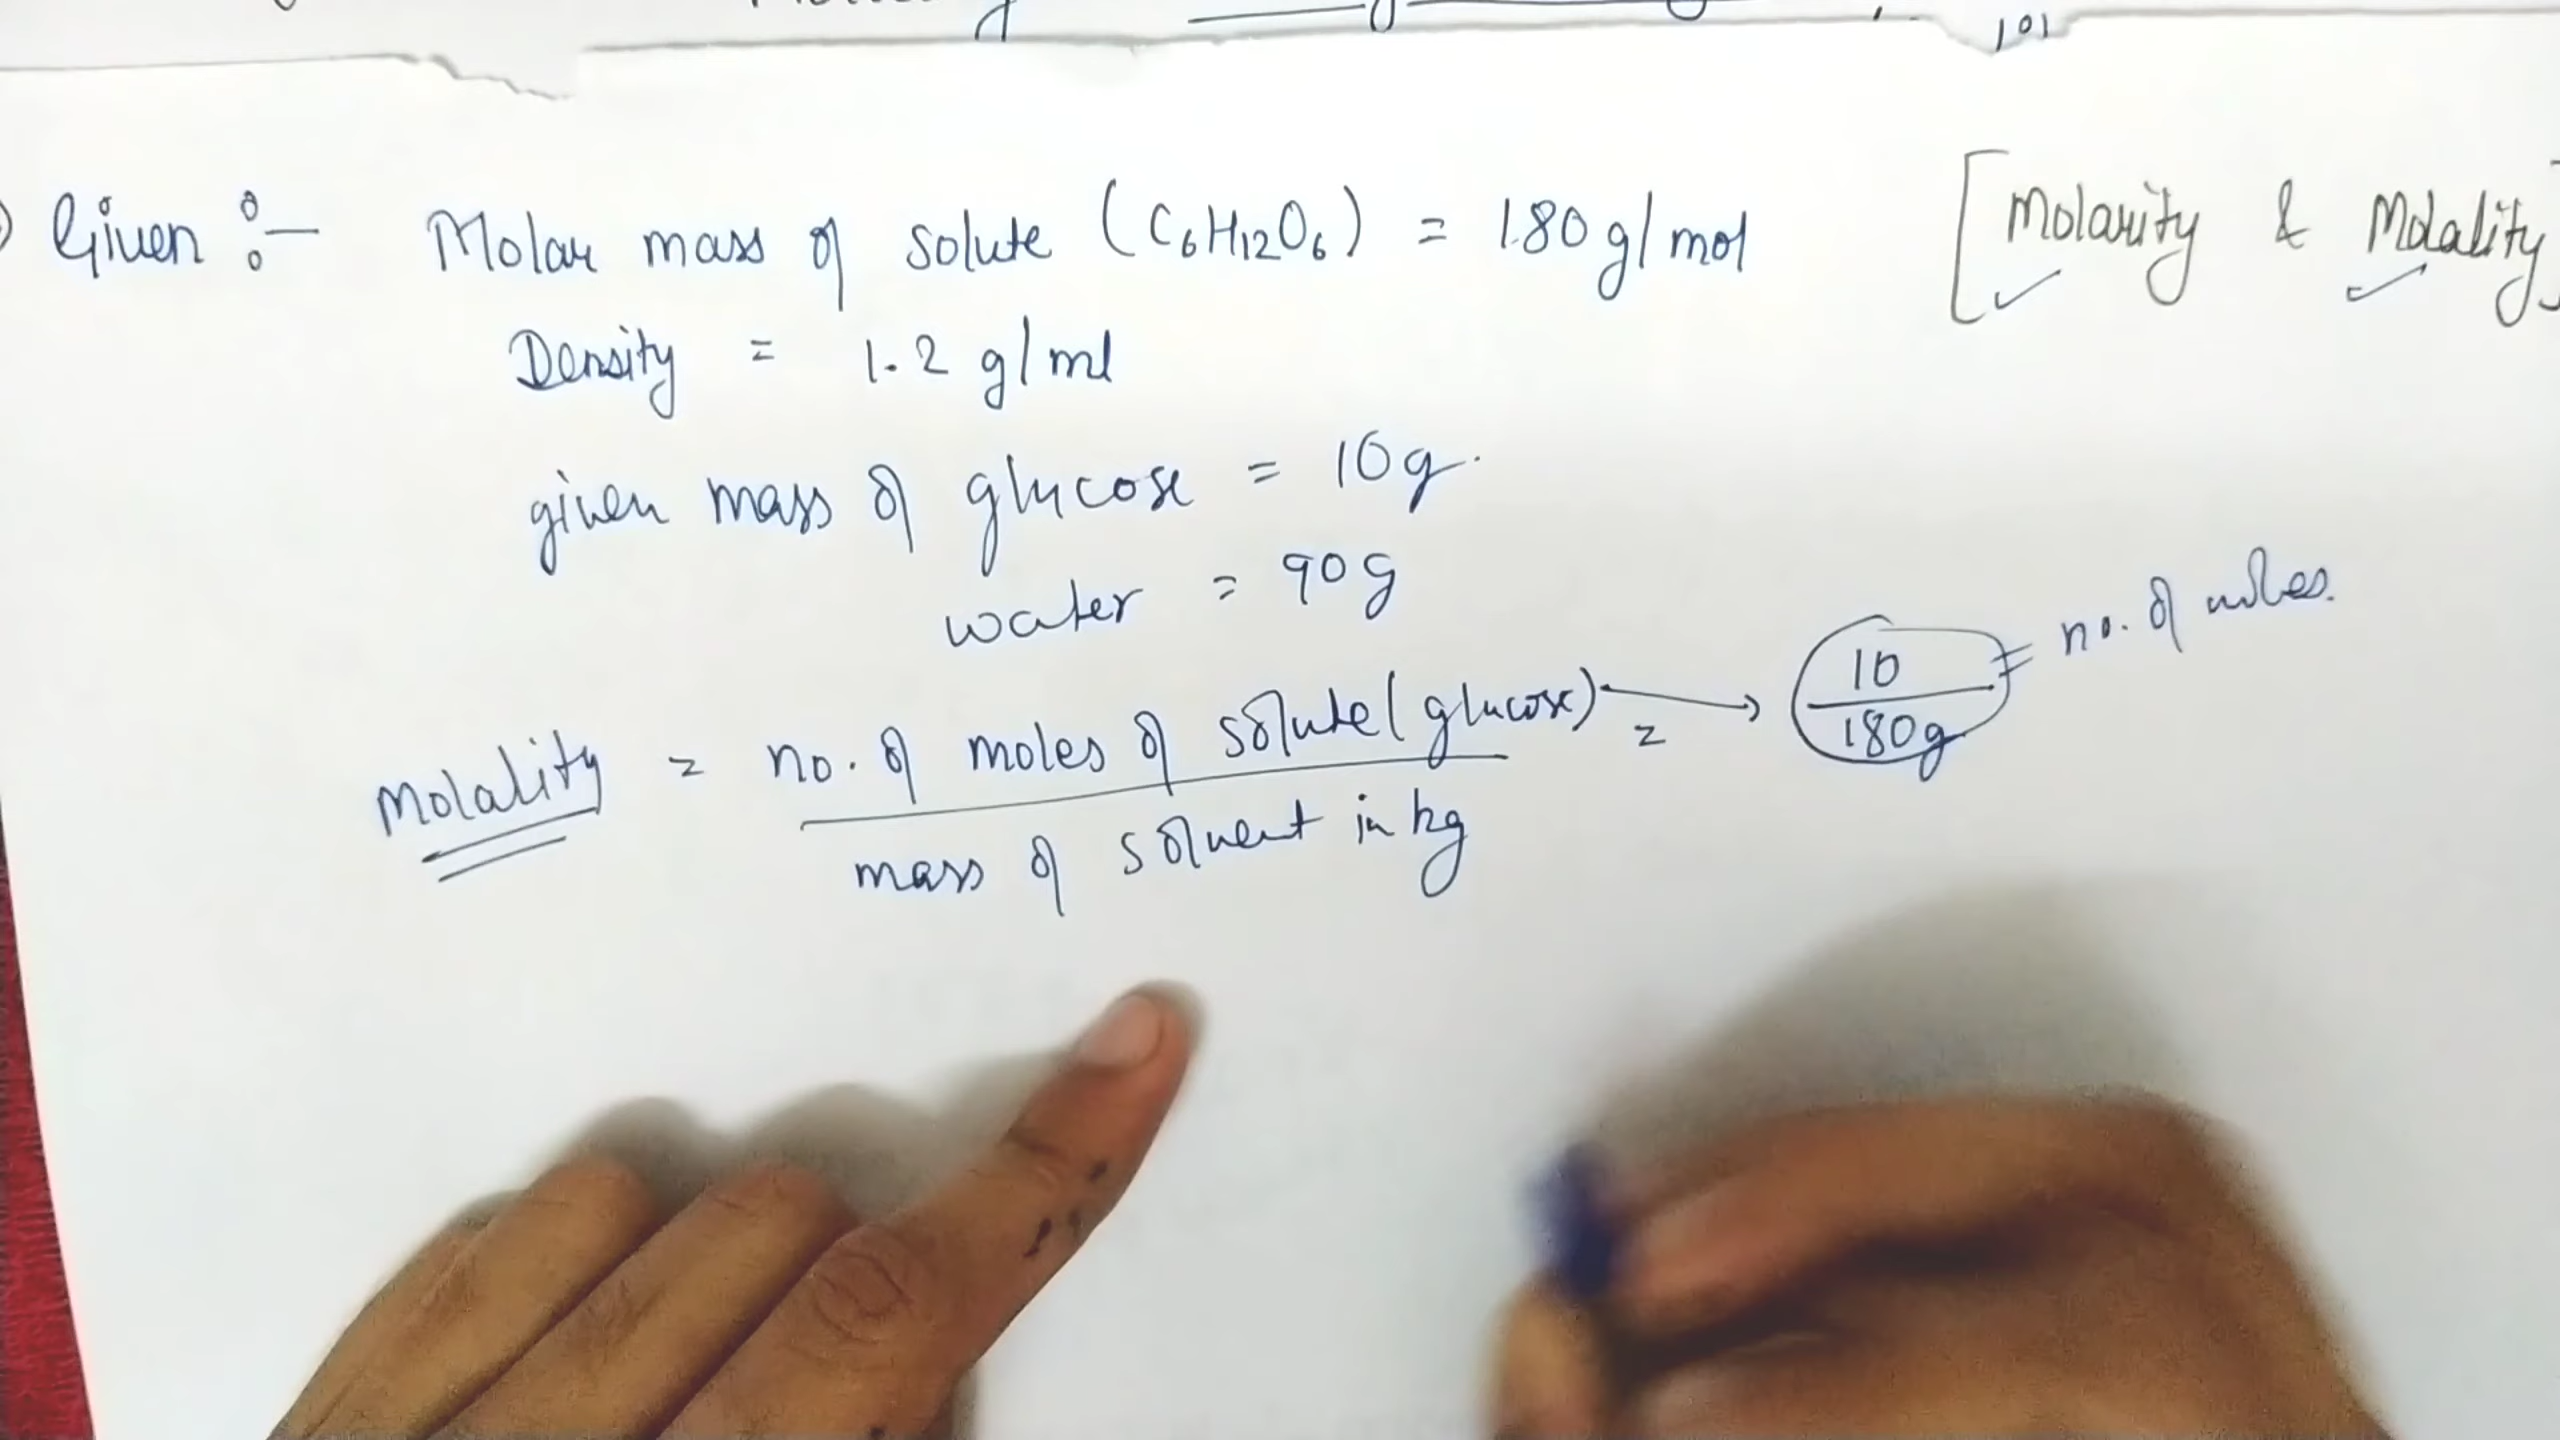 101
Given :- Molar mass of solute (C6H12O6) = 180 g/mol [Molarity & Molality]
Density = 1.2 g/ml
given mass of glucose = 10g.
water = 90g
Molality = no. of moles of solute (glucose) = → 10/180g = no. of moles.
mass of solvent in kg